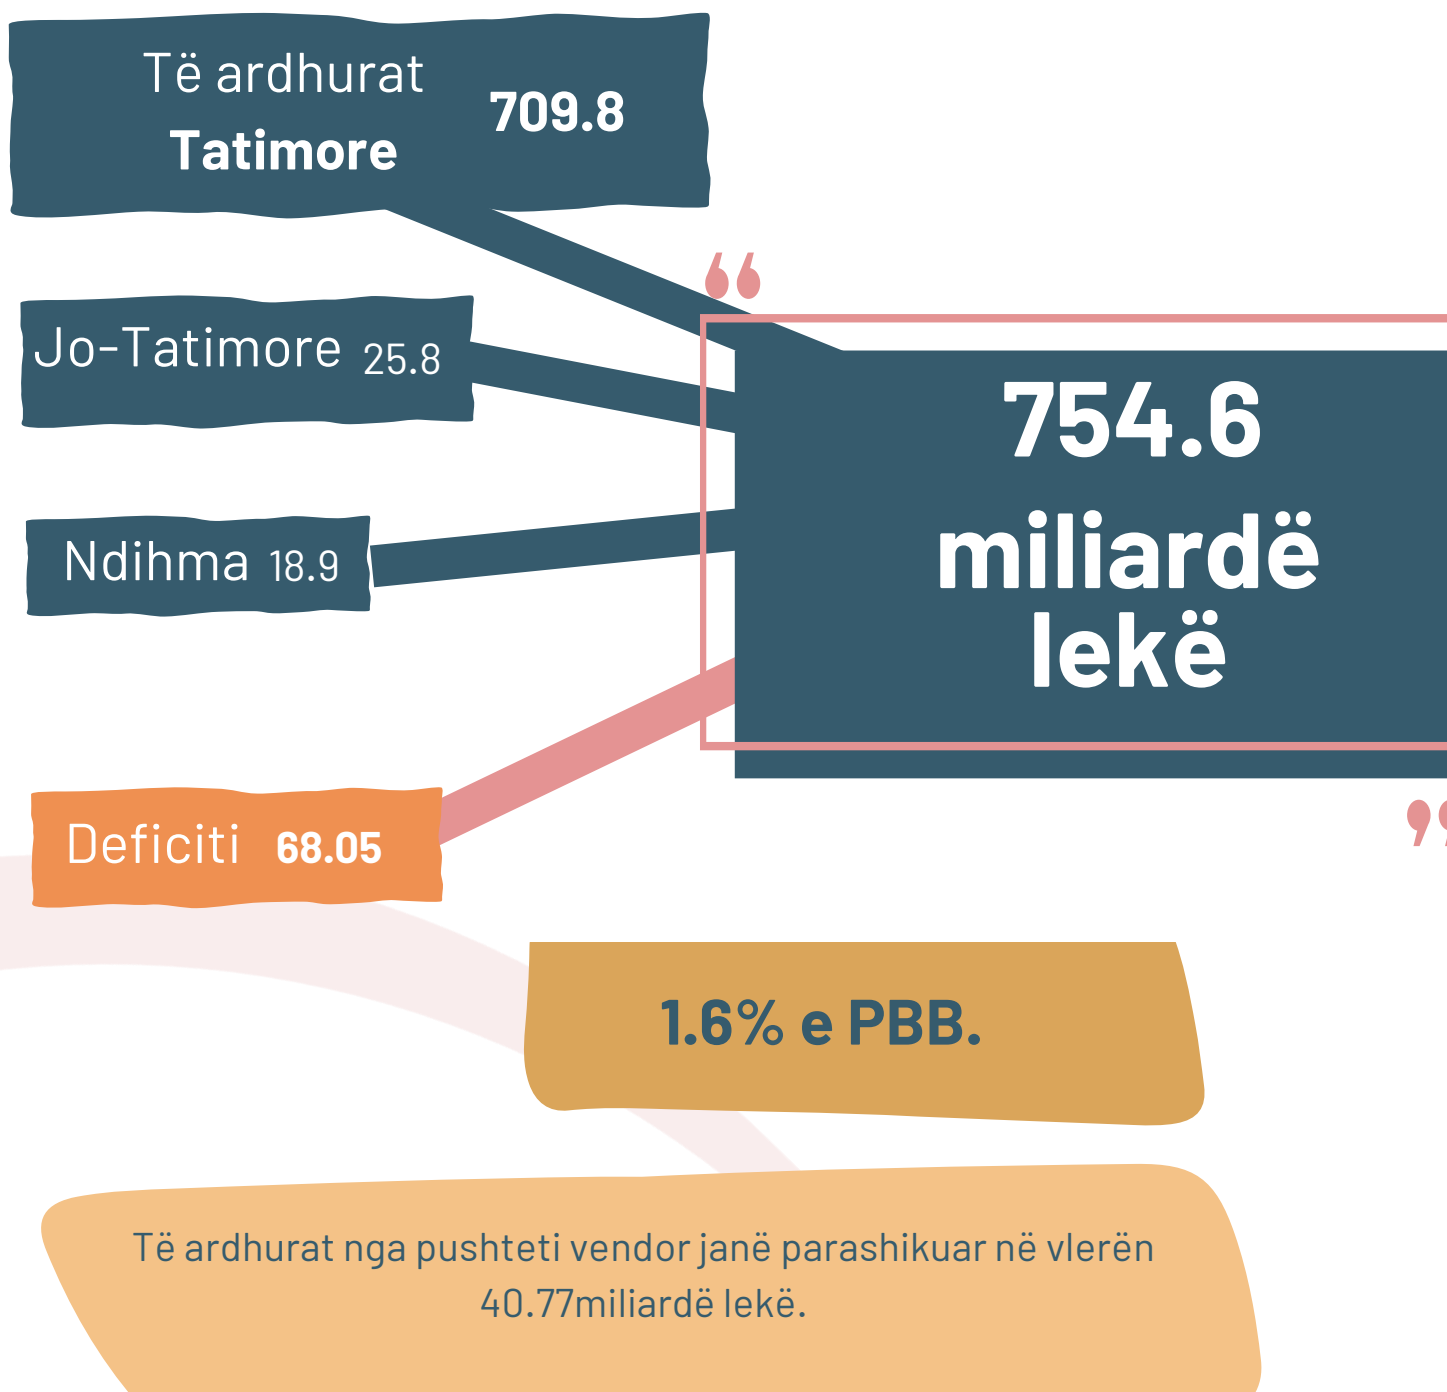 Të ardhurat
Tatimore
709.8
Jo-Tatimore 25.8
Ndihma 18.9
Deficiti 68.05
“
754.6
miliardë
lekë
”
1.6% e PBB.
Të ardhurat nga pushteti vendor janë parashikuar në vlerën
40.77miliardë lekë.